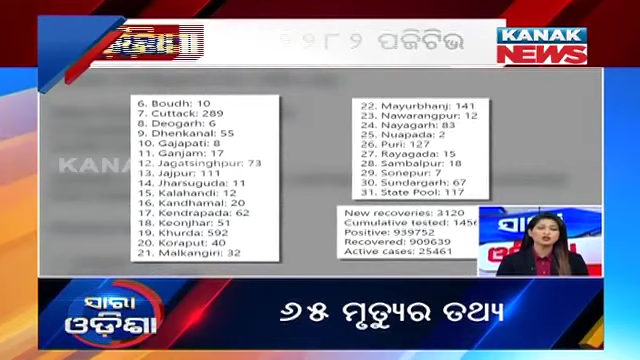 ୨୮୨ ପଜିଟିଭ
KANAK
NEWS
6. Boudh: 10
7. Cuttack: 289
8. Deogarh: 6
9. Dhenkanal: 55
10. Gajapati: 8
11. Ganjam: 17
12. Jagatsinghpur: 73
13. Jajpur: 111
14. Jharsuguda: 11
15. Kalahandi: 12
16. Kandhamal: 20
17. Kendrapada: 62
18. Keonjhar: 51
19. Khurda: 592
20. Koraput: 40
21. Malkangiri: 32
22. Mayurbhanj: 141
23. Nawarangpur: 12
24. Nayagarh: 83
25. Nuapada: 2
26. Puri: 127
27. Rayagada: 15
28. Sambalpur: 18
29. Sonepur: 7
30. Sundargarh: 67
31. State Pool: 117
New recoveries: 3120
Cumulative tested: 1456
Positive: 939752
Recovered: 909639
Active cases: 25461
KANAK
ସାରା
ଓଡ଼ିଶା
୬୫ ମୃତ୍ୟୁର ତଥ୍ୟ